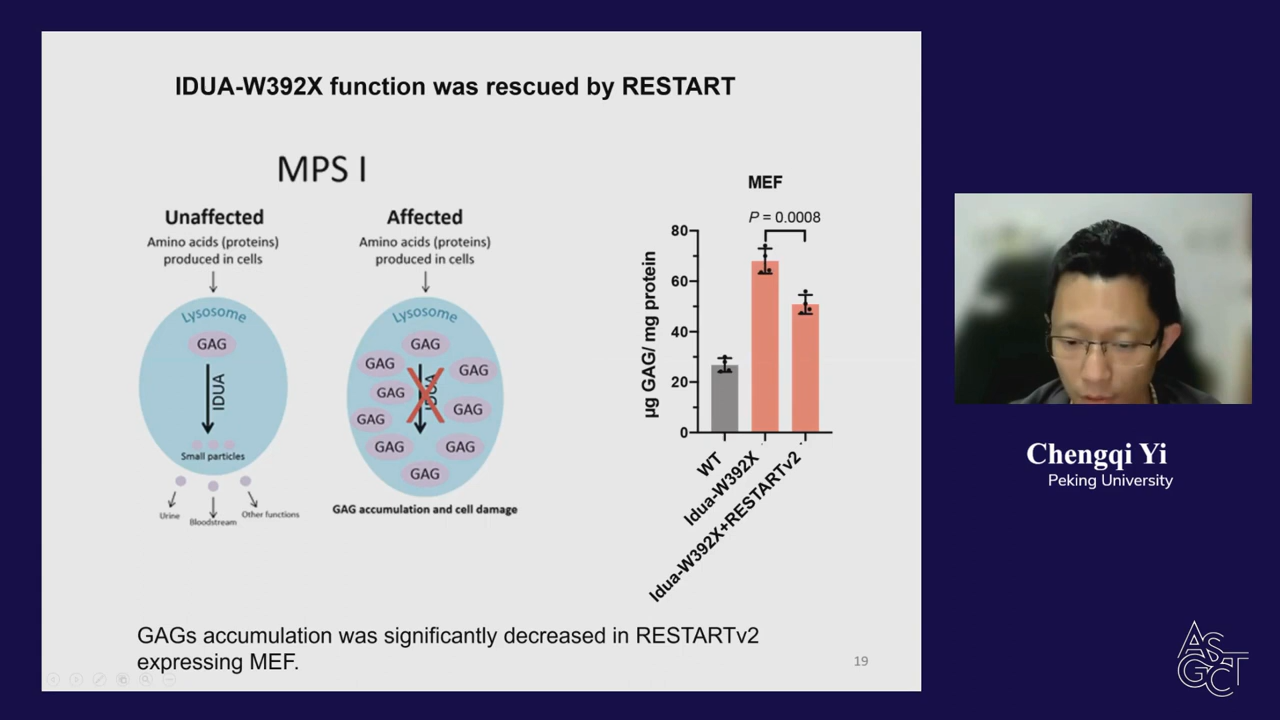 IDUA-W392X function was rescued by RESTART
MPS I
Unaffected
Amino acids (proteins)
produced in cells
Lysosome
GAG
IDUA
Small particles
Urine
Bloodstream
Other functions
Affected
Amino acids (proteins)
produced in cells
Lysosome
GAG
GAG
GAG
GAG
GAG
GAG
GAG
GAG
GAG
IDUA
GAG accumulation and cell damage
MEF
P = 0.0008
µg GAG/ mg protein
80
60
40
20
0
WT
Idua-W392X
Idua-W392X+RESTARTv2
GAGs accumulation was significantly decreased in RESTARTv2
expressing MEF.
19
Chengqi Yi
Peking University
ASGCT